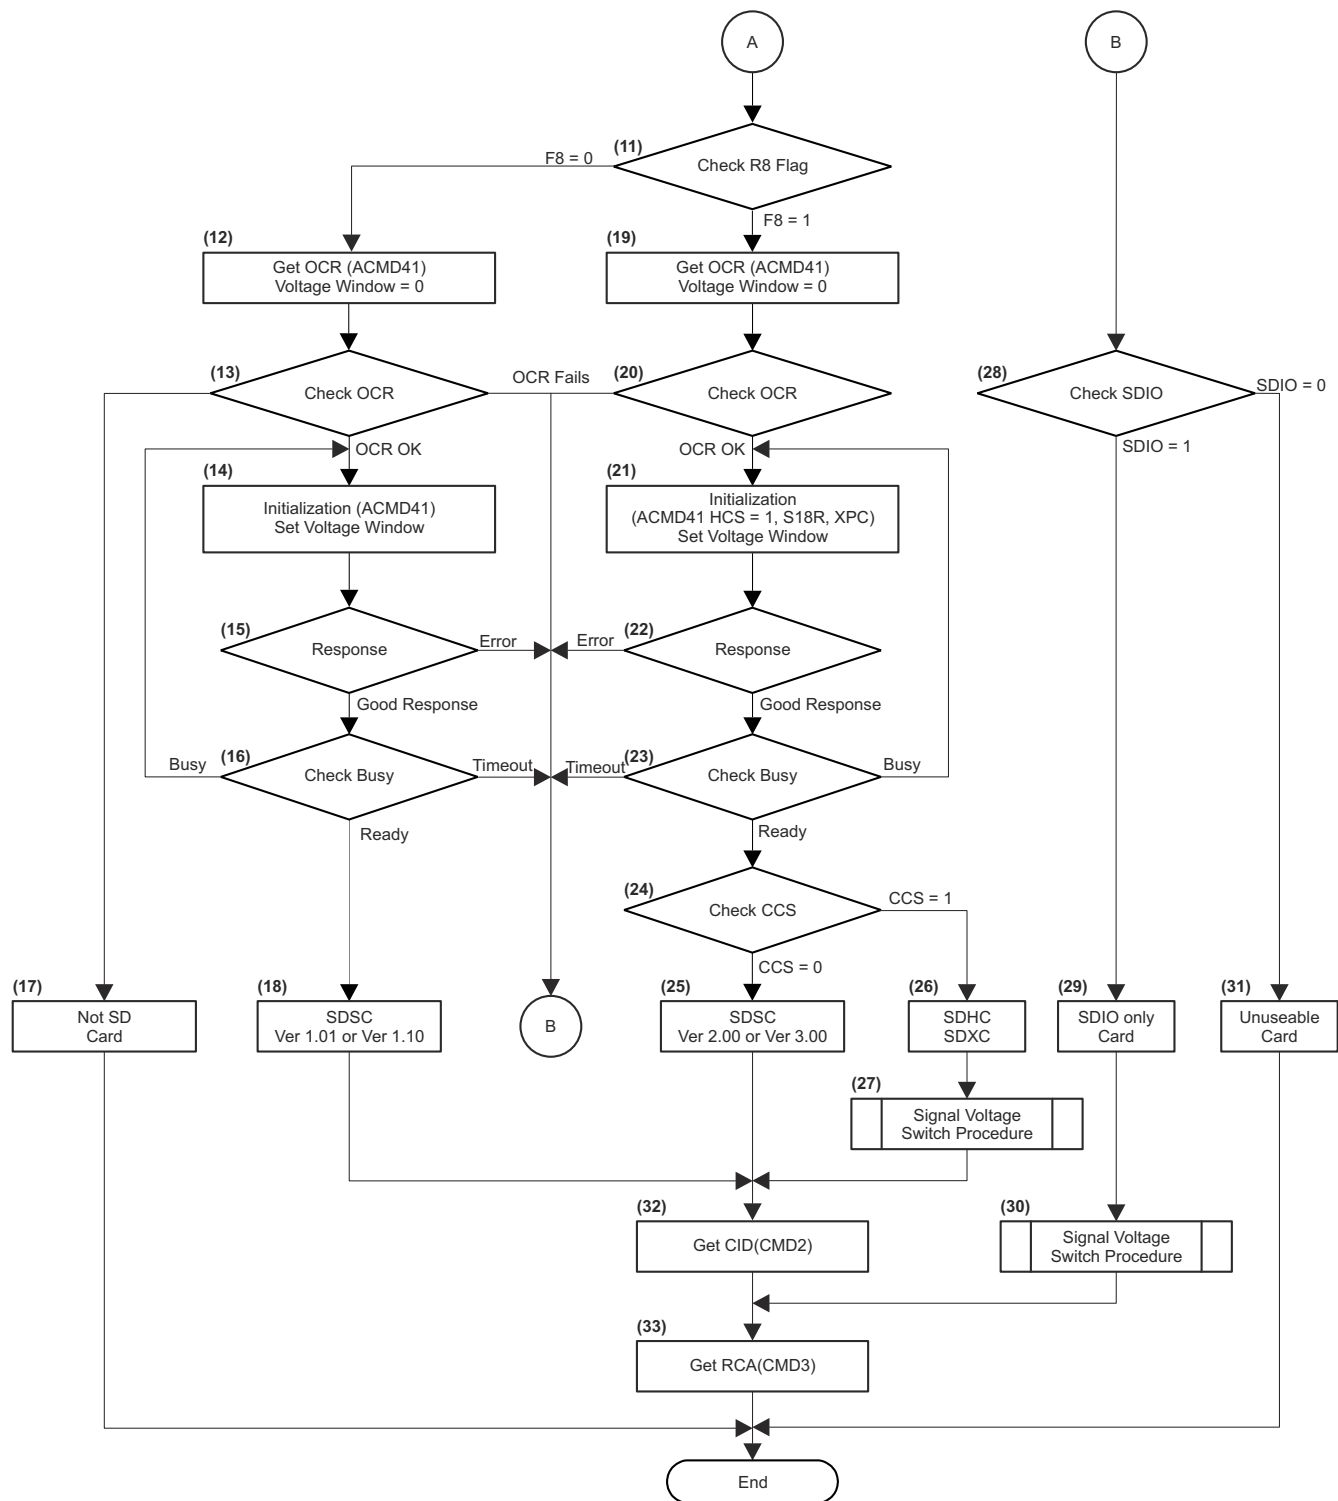 A
B
(11)
F8 = 0
Check R8 Flag
F8 = 1
(12)
Get OCR (ACMD41)
Voltage Window = 0
(19)
Get OCR (ACMD41)
Voltage Window = 0
(13)
Check OCR
OCR Fails
(20)
Check OCR
(28)
Check SDIO
SDIO = 0
OCR OK
OCR OK
SDIO = 1
(14)
Initialization (ACMD41)
Set Voltage Window
(21)
Initialization
(ACMD41 HCS = 1, S18R, XPC)
Set Voltage Window
(15)
Response
Error
Error
(22)
Response
Good Response
Good Response
Busy
(16)
Check Busy
Timeout
Timeout
(23)
Check Busy
Busy
Ready
Ready
(24)
Check CCS
CCS = 1
CCS = 0
(17)
Not SD
Card
(18)
SDSC
Ver 1.01 or Ver 1.10
B
(25)
SDSC
Ver 2.00 or Ver 3.00
(26)
SDHC
SDXC
(29)
SDIO only
Card
(31)
Unuseable
Card
(27)
Signal Voltage
Switch Procedure
(32)
Get CID(CMD2)
(30)
Signal Voltage
Switch Procedure
(33)
Get RCA(CMD3)
End